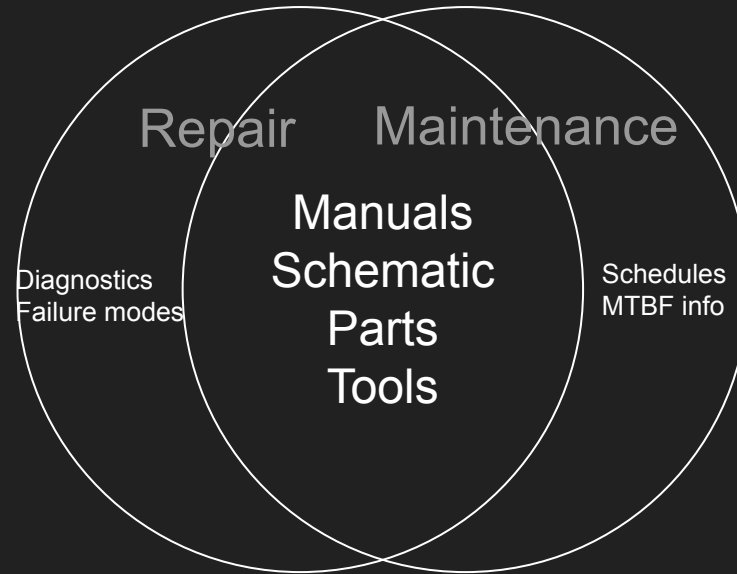 Repair
Maintenance
Manuals
Schematic
Parts
Tools
Diagnostics
Failure modes
Schedules
MTBF info